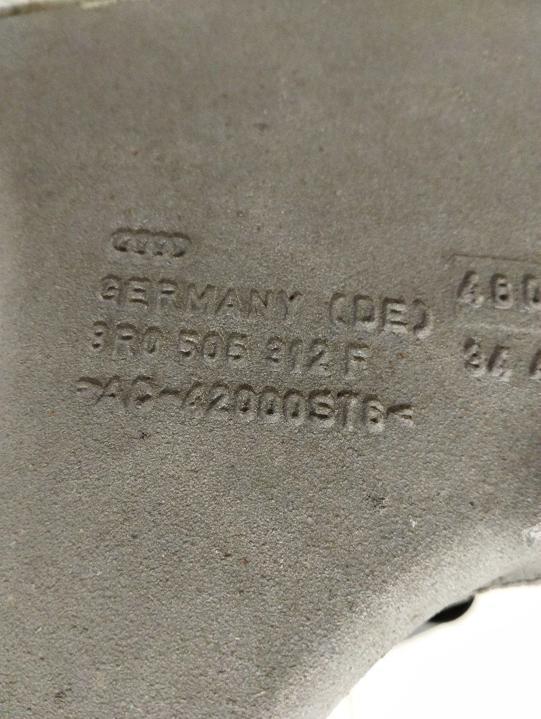 GERMANY (DE)
8R0 505 312 F
>AC-42000ST6<